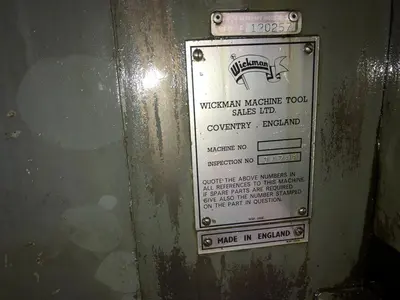 120257
Wickman
WICKMAN MACHINE TOOL
SALES LTD.
COVENTRY . ENGLAND
MACHINE NO
INSPECTION NO
QUOTE THE ABOVE NUMBERS IN
ALL REFERENCES TO THIS MACHINE
IF SPARE PARTS ARE REQUIRED
GIVE ALSO THE NUMBER STAMPED
ON THE PART IN QUESTION.
MADE IN ENGLAND